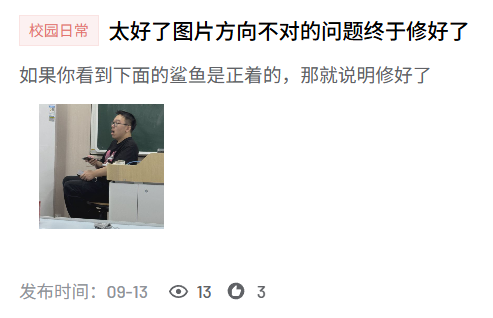 校园日常 太好了图片方向不对的问题终于修好了
如果你看到下面的鲨鱼是正着的，那就说明修好了
发布时间：09-13 13 3